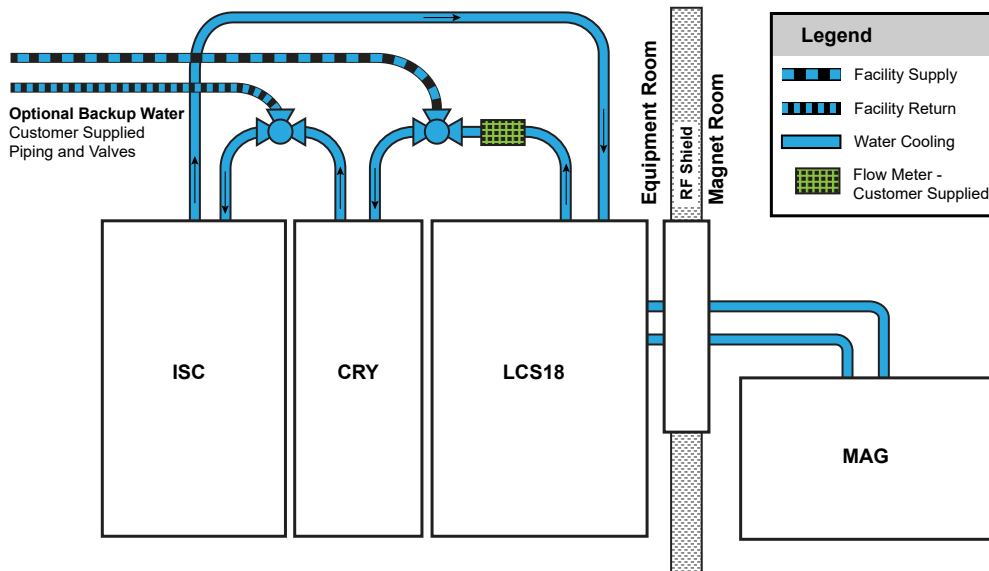 Optional Backup Water
Customer Supplied
Piping and Valves
Equipment Room
RF Shield
Magnet Room
Legend
Facility Supply
Facility Return
Water Cooling
Flow Meter -
Customer Supplied
ISC
CRY
LCS18
MAG